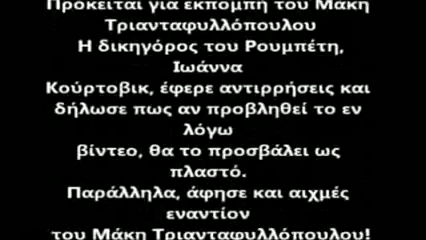 Πρόκειται για εκπομπή του Μάκη
Τριανταφυλλόπουλου
Η δικηγόρος του Ρουμπέτη,
Ιωάννα
Κούρτοβικ, έφερε αντιρρήσεις και
δήλωσε πως αν προβληθεί το εν
λόγω
βίντεο, θα το προσβάλει ως
πλαστό.
Παράλληλα, άφησε και αιχμές
εναντίον
του Μάκη Τριανταφυλλόπουλου!